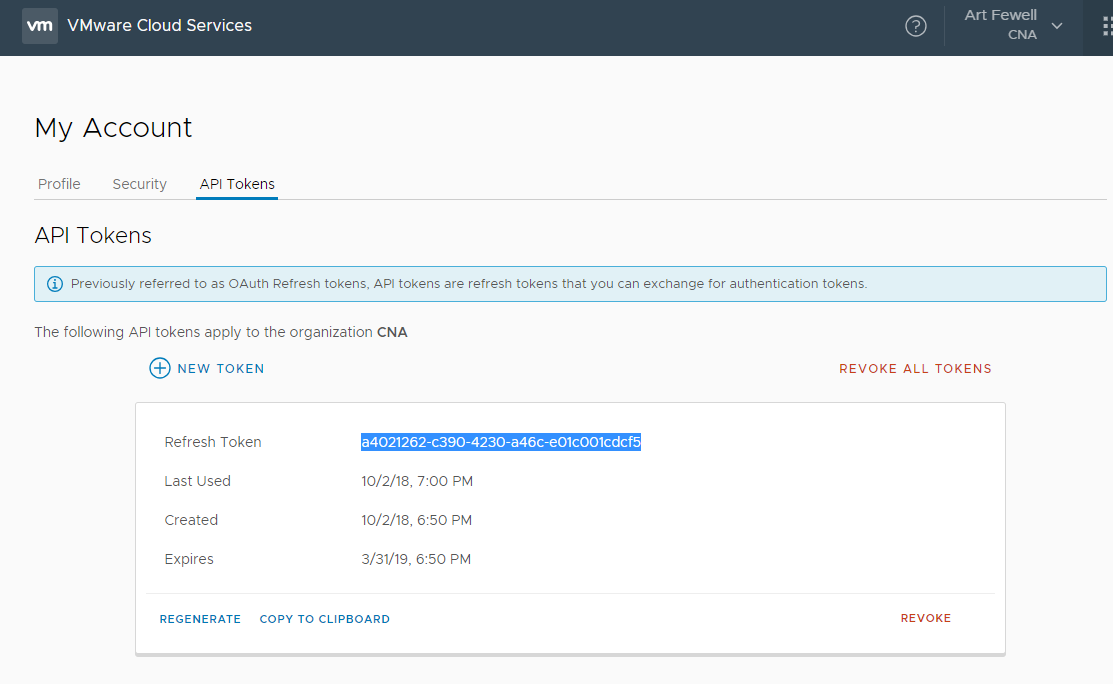 vm VMware Cloud Services
Art Fewell
CNA
My Account
Profile Security API Tokens
API Tokens
Previously referred to as OAuth Refresh tokens, API tokens are refresh tokens that you can exchange for authentication tokens.
The following API tokens apply to the organization CNA
NEW TOKEN REVOKE ALL TOKENS
Refresh Token a4021262-c390-4230-a46c-e01c001cdcf5
Last Used 10/2/18, 7:00 PM
Created 10/2/18, 6:50 PM
Expires 3/31/19, 6:50 PM
REGENERATE COPY TO CLIPBOARD REVOKE